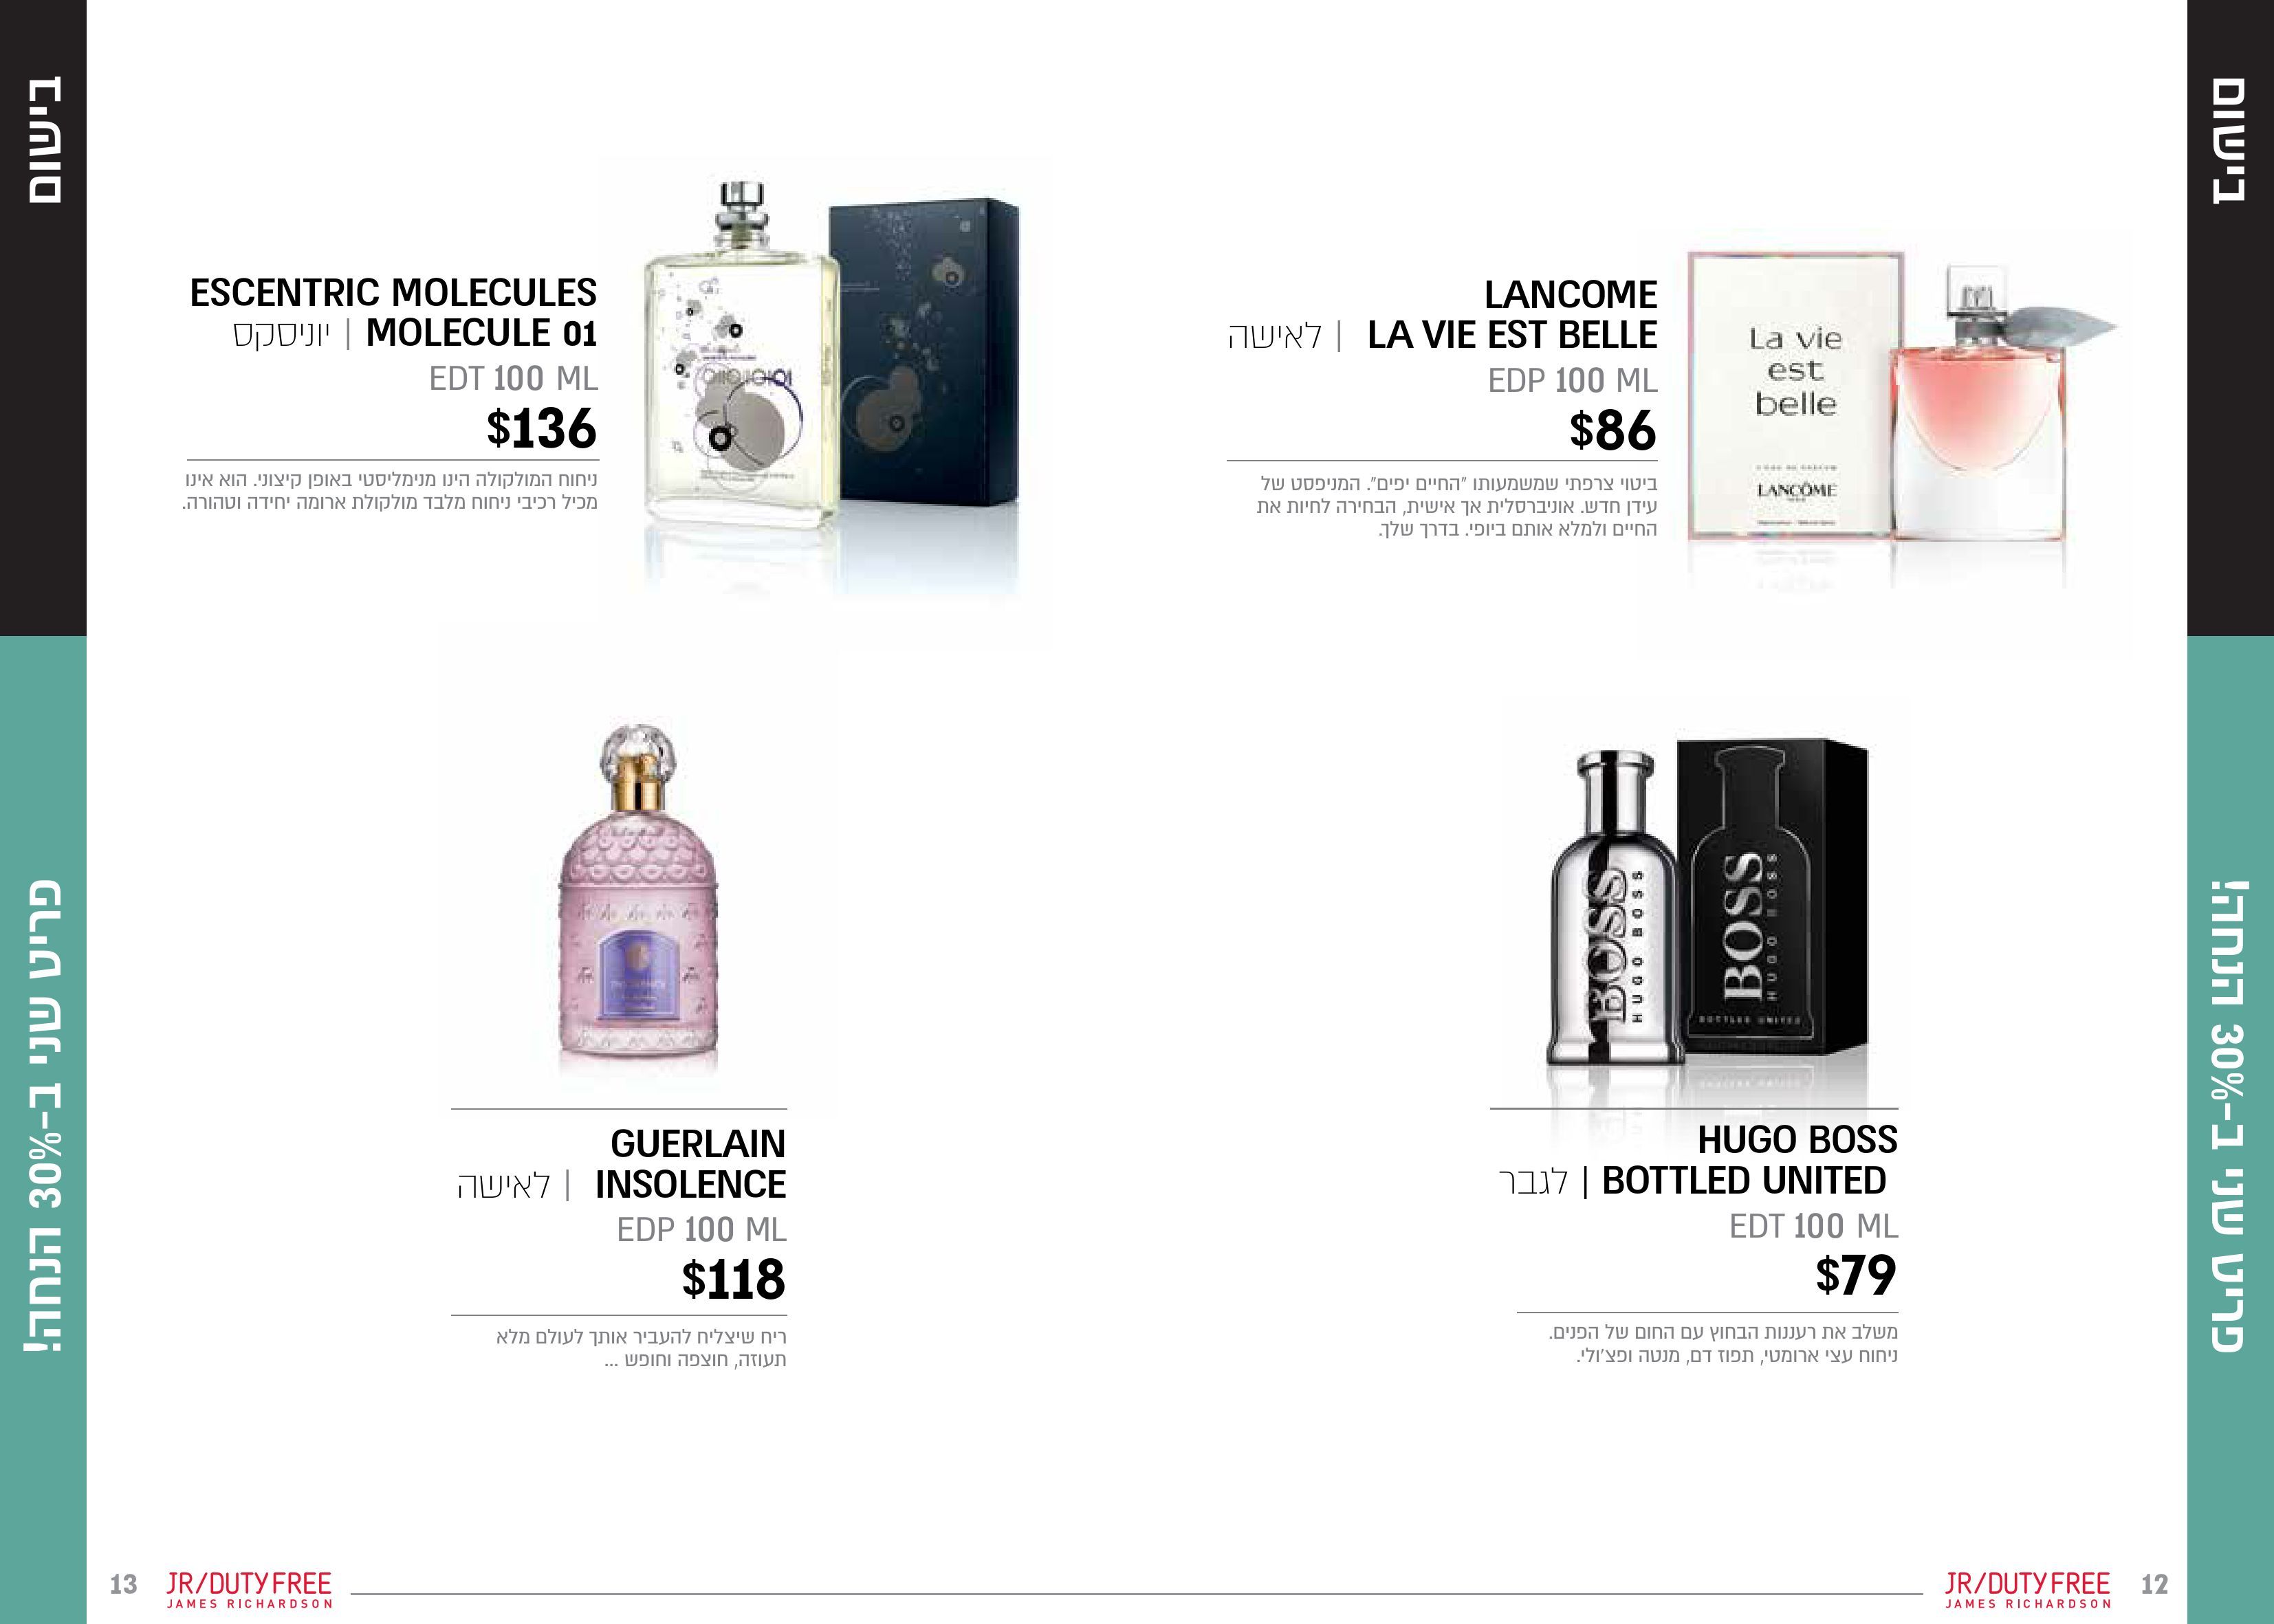 בישום
פריט שני ב-30% הנחה!
LANCOME
LA VIE EST BELLE | לאישה
EDP 100 ML
$86
ביטוי צרפתי שמשמעותו "החיים יפים". המניפסט של
עידן חדש. אוניברסלית אך אישית, הבחירה לחיות את
החיים ולמלא אותם ביופי. בדרך שלך.
La vie
est
belle
LANCÔME
HUGO BOSS
BOTTLED UNITED | לגבר
EDT 100 ML
$79
משלב את רעננות הבחוץ עם החום של הפנים.
ניחוח עצי ארומטי, תפוז דם, מנטה ופצ'ולי.
BOSS
HUGO BOSS
BOSS
HUGO BOSS
BOTTLED UNITED
12
JR/DUTY FREE
JAMES RICHARDSON
ESCENTRIC MOLECULES
MOLECULE 01 | יוניסקס
EDT 100 ML
$136
ניחוח המולקולה הינו מנימליסטי באופן קיצוני. הוא אינו
מכיל רכיבי ניחוח מלבד מולקולת ארומה יחידה וטהורה.
GUERLAIN
INSOLENCE | לאישה
EDP 100 ML
$118
ריח שיצליח להעביר אותך לעולם מלא
תעוזה, חוצפה וחופש ...
בישום
פריט שני ב-30% הנחה!
JR/DUTY FREE
JAMES RICHARDSON
13